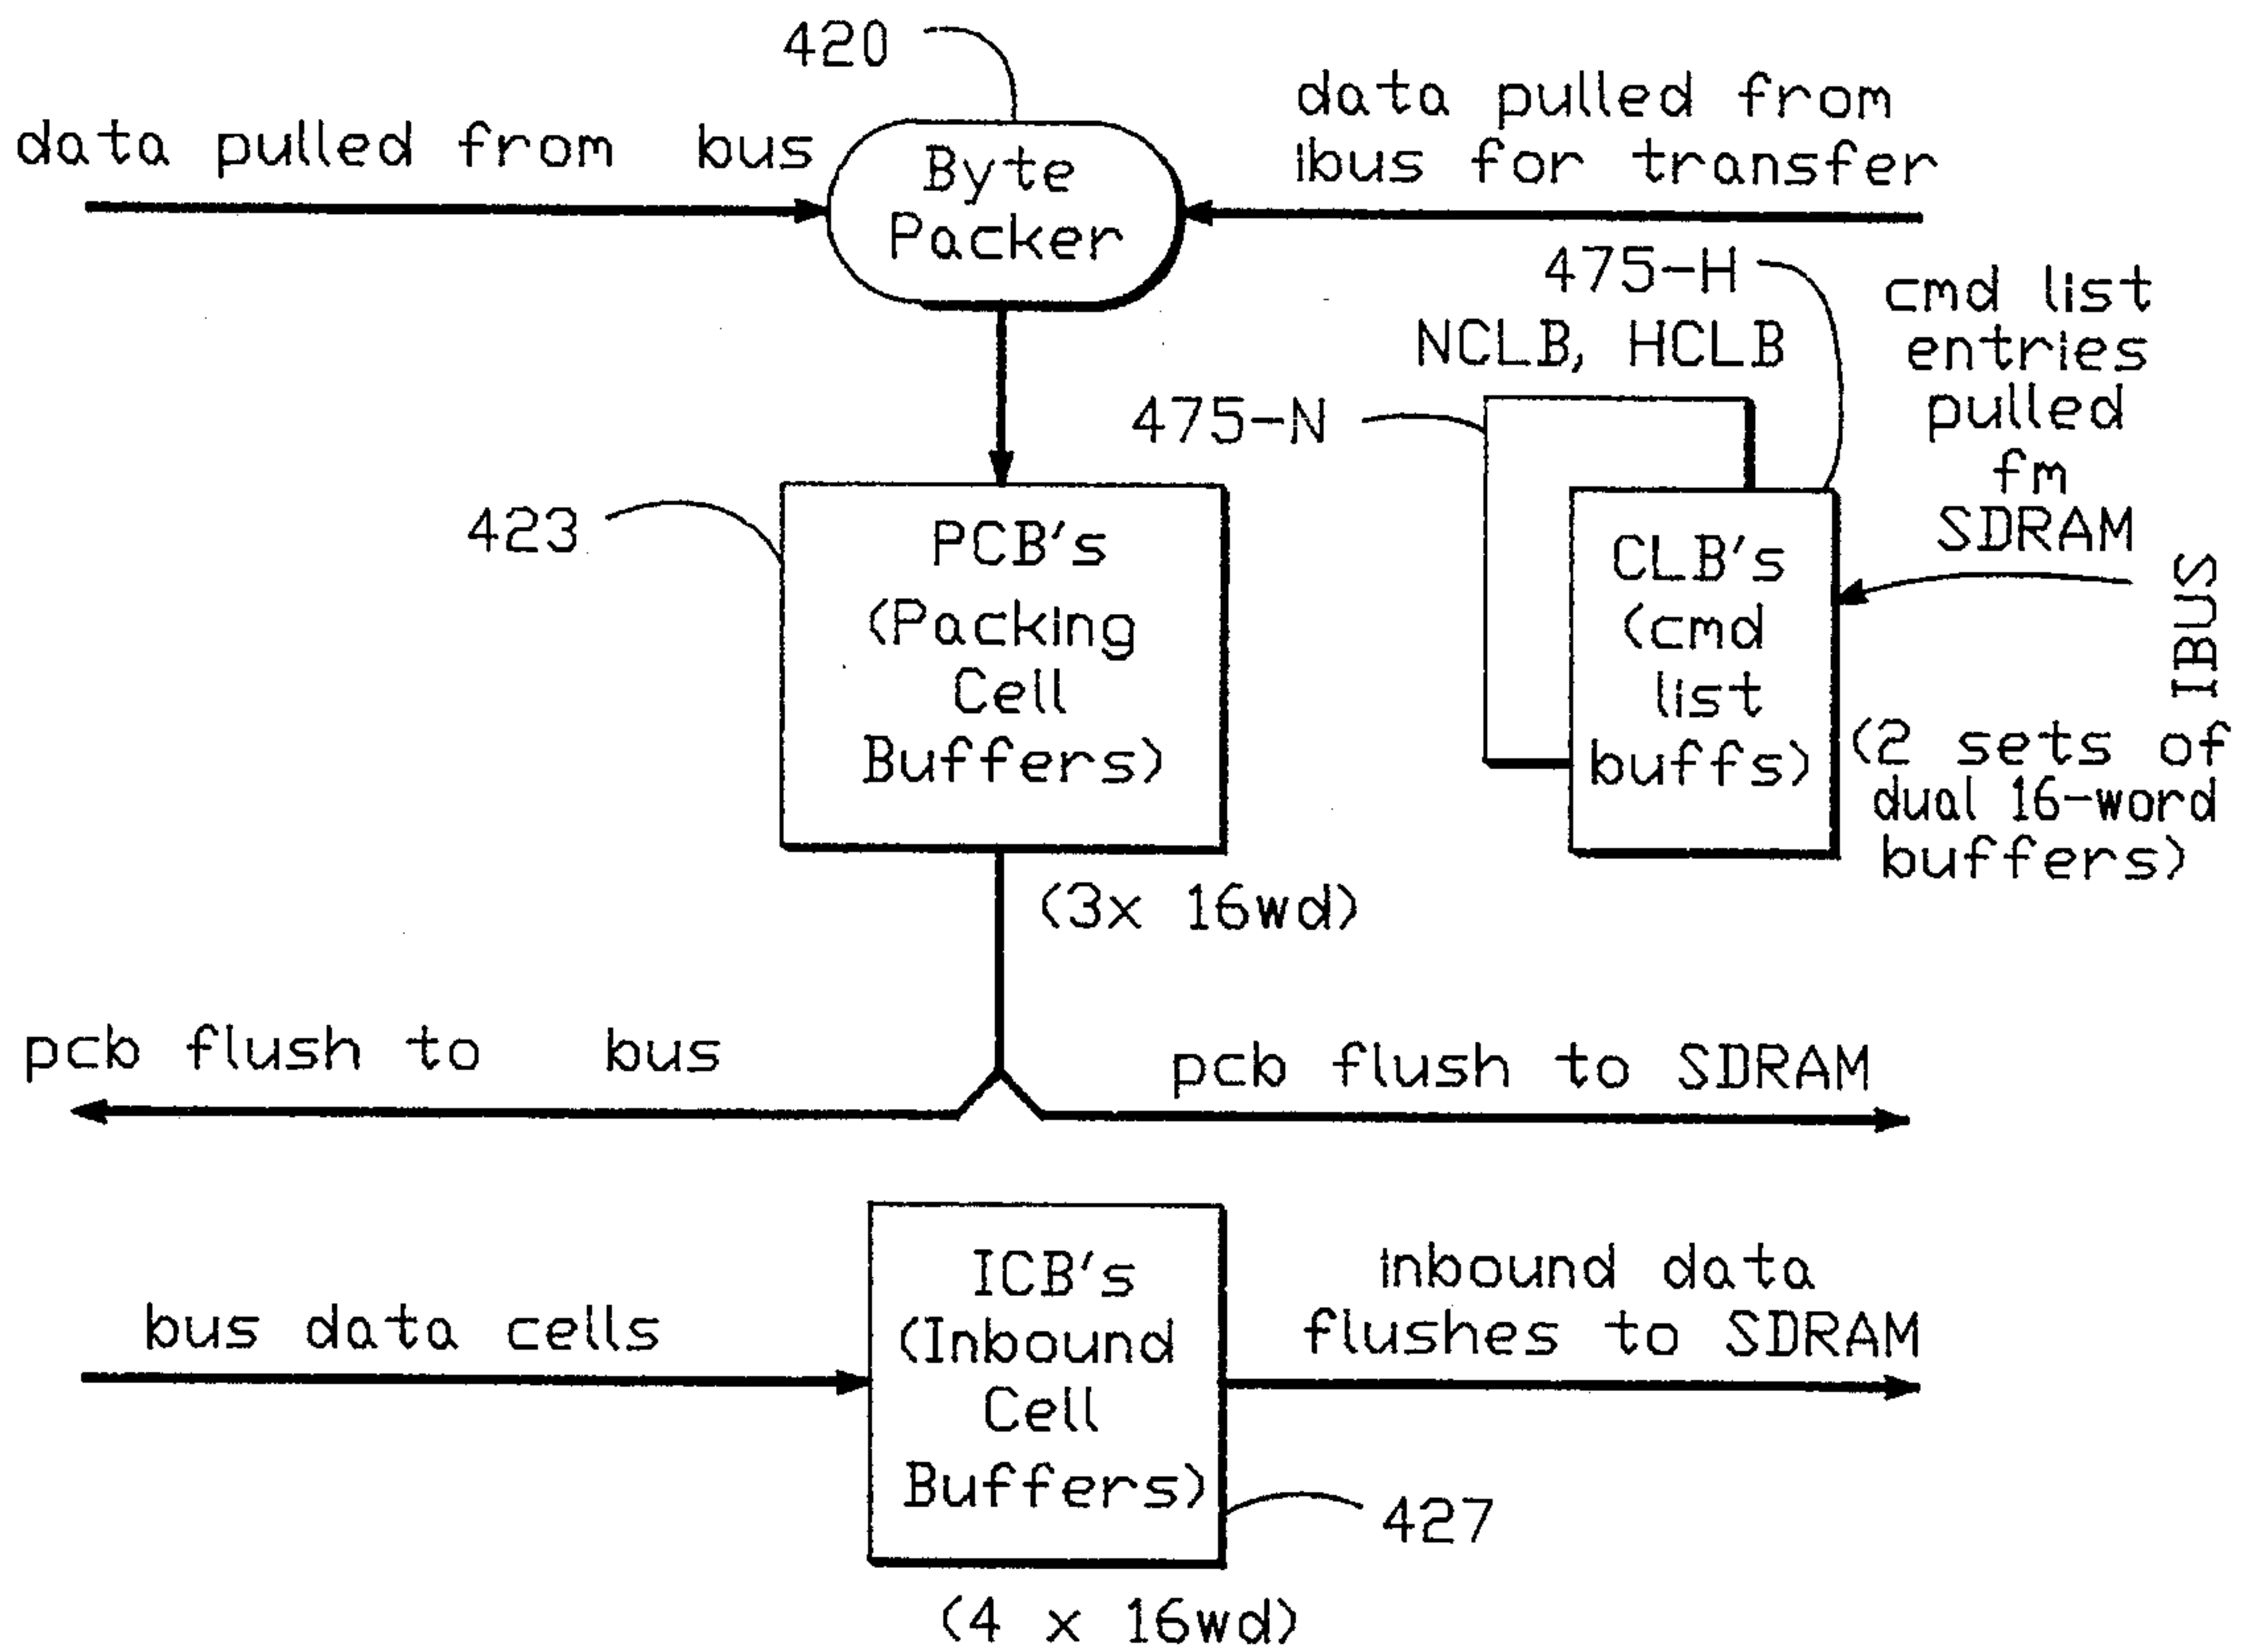 420
data pulled from bus
Byte
Packer
data pulled from
ibus for transfer
475-H
NCLB, HCLB
475-N
cmd list
entries
pulled
fm
SDRAM
IBUS
423
PCB's
(Packing
Cell
Buffers)
(3x 16wd)
CLB's
(cmd
list
buffs)
(2 sets of
dual 16-word
buffers)
pcb flush to bus
pcb flush to SDRAM
bus data cells
ICB's
(Inbound
Cell
Buffers)
inbound data
flushes to SDRAM
427
(4 x 16wd)